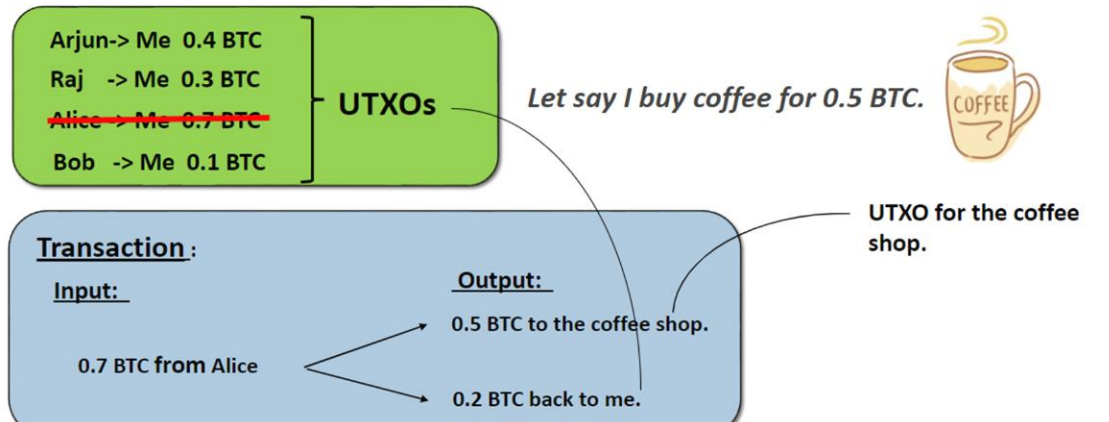 Arjun-> Me 0.4 BTC
Raj -> Me 0.3 BTC
Alice -> Me 0.7 BTC
Bob -> Me 0.1 BTC
UTXOs
Let say I buy coffee for 0.5 BTC.
COFFEE
UTXO for the coffee
shop.
Transaction :
Input:
Output:
0.5 BTC to the coffee shop.
0.7 BTC from Alice
0.2 BTC back to me.